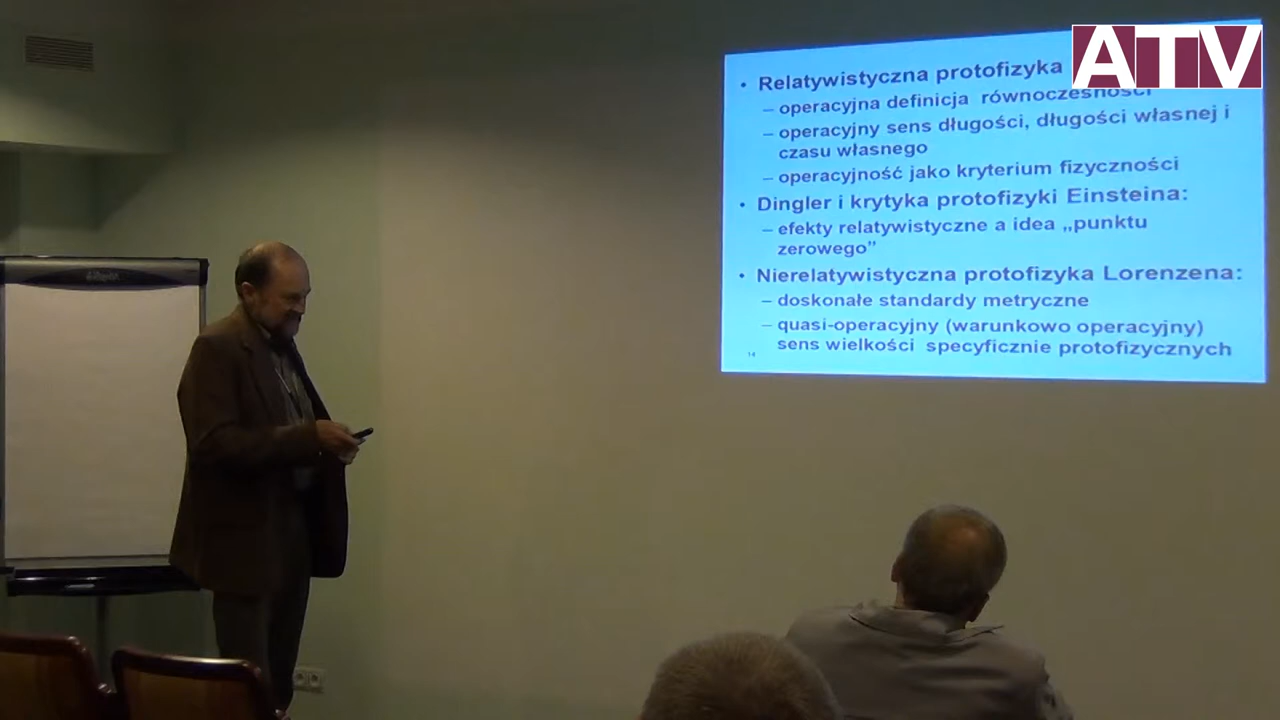 ATV
• Relatywistyczna protofizyka
– operacyjna definicja równoczesności
– operacyjny sens długości, długości własnej i
czasu własnego
– operacyjność jako kryterium fizyczności
• Dingler i krytyka protofizyki Einsteina:
– efekty relatywistyczne a idea „punktu
zerowego”
• Nierelatywistyczna protofizyka Lorenzena:
– doskonałe standardy metryczne
– quasi-operacyjny (warunkowo operacyjny)
sens wielkości specyficznie protofizycznych
14